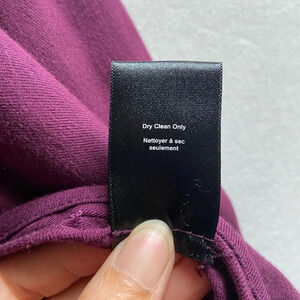 Dry Clean Only
Nettoyer à sec
seulement